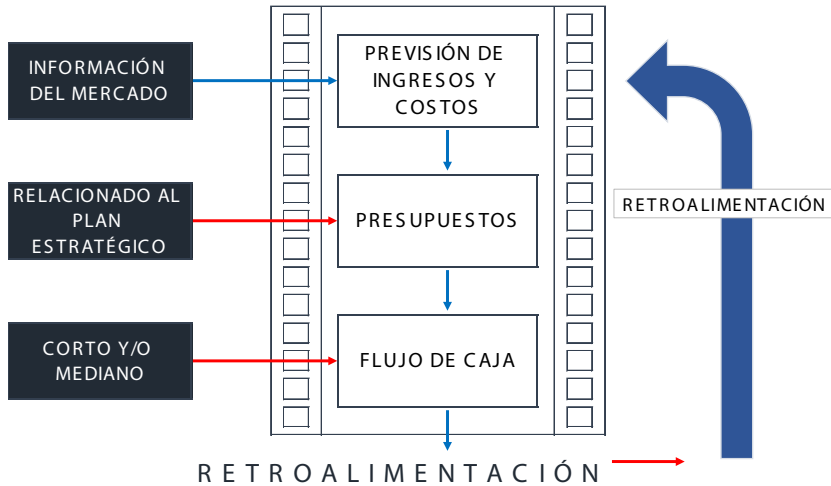 INFORMACIÓN
DEL MERCADO
PREVISIÓN DE
INGRESOS Y
COSTOS
RELACIONADO AL
PLAN
ESTRATÉGICO
PRESUPUESTOS
RETROALIMENTACIÓN
CORTO Y/O
MEDIANO
FLUJO DE CAJA
RETROALIMENTACIÓN